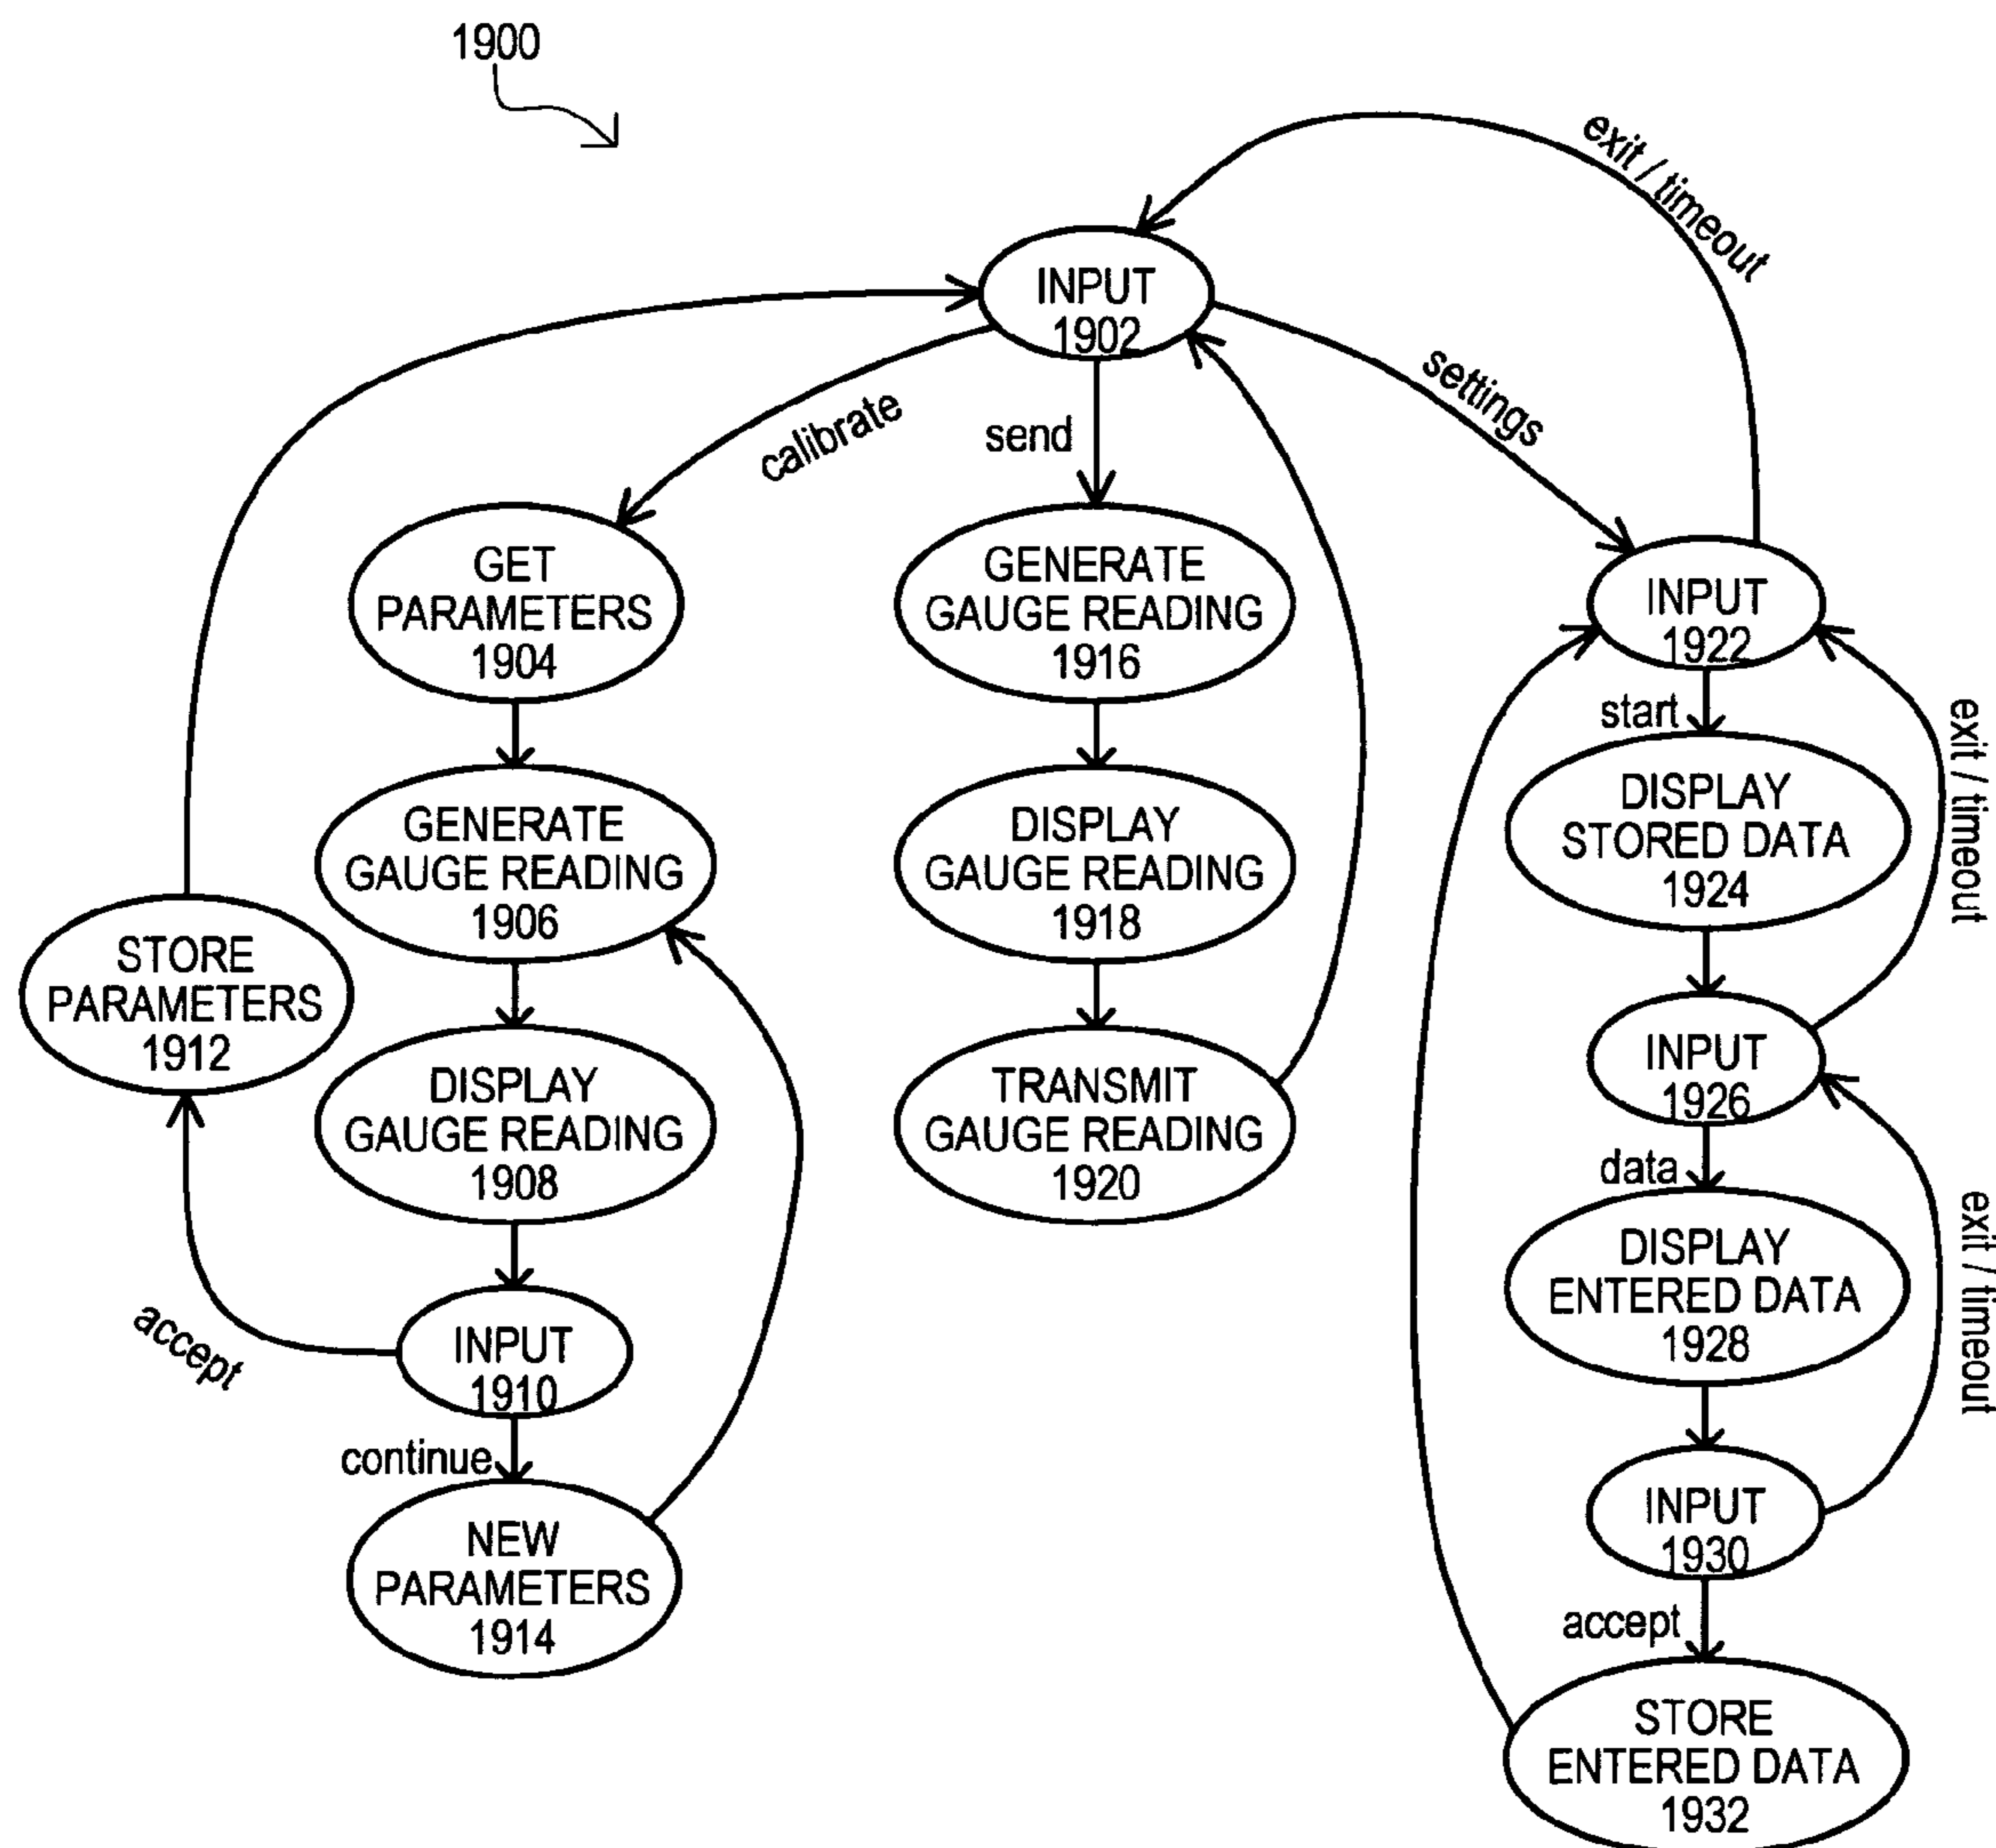 1900
exit / timeout
INPUT
1902
calibrate
send
settings
GET
PARAMETERS
1904
GENERATE
GAUGE READING
1906
DISPLAY
GAUGE READING
1908
INPUT
1910
accept
STORE
PARAMETERS
1912
continue
NEW
PARAMETERS
1914
GENERATE
GAUGE READING
1916
DISPLAY
GAUGE READING
1918
TRANSMIT
GAUGE READING
1920
INPUT
1922
start
DISPLAY
STORED DATA
1924
exit / timeout
INPUT
1926
data
DISPLAY
ENTERED DATA
1928
exit / timeout
INPUT
1930
accept
STORE
ENTERED DATA
1932